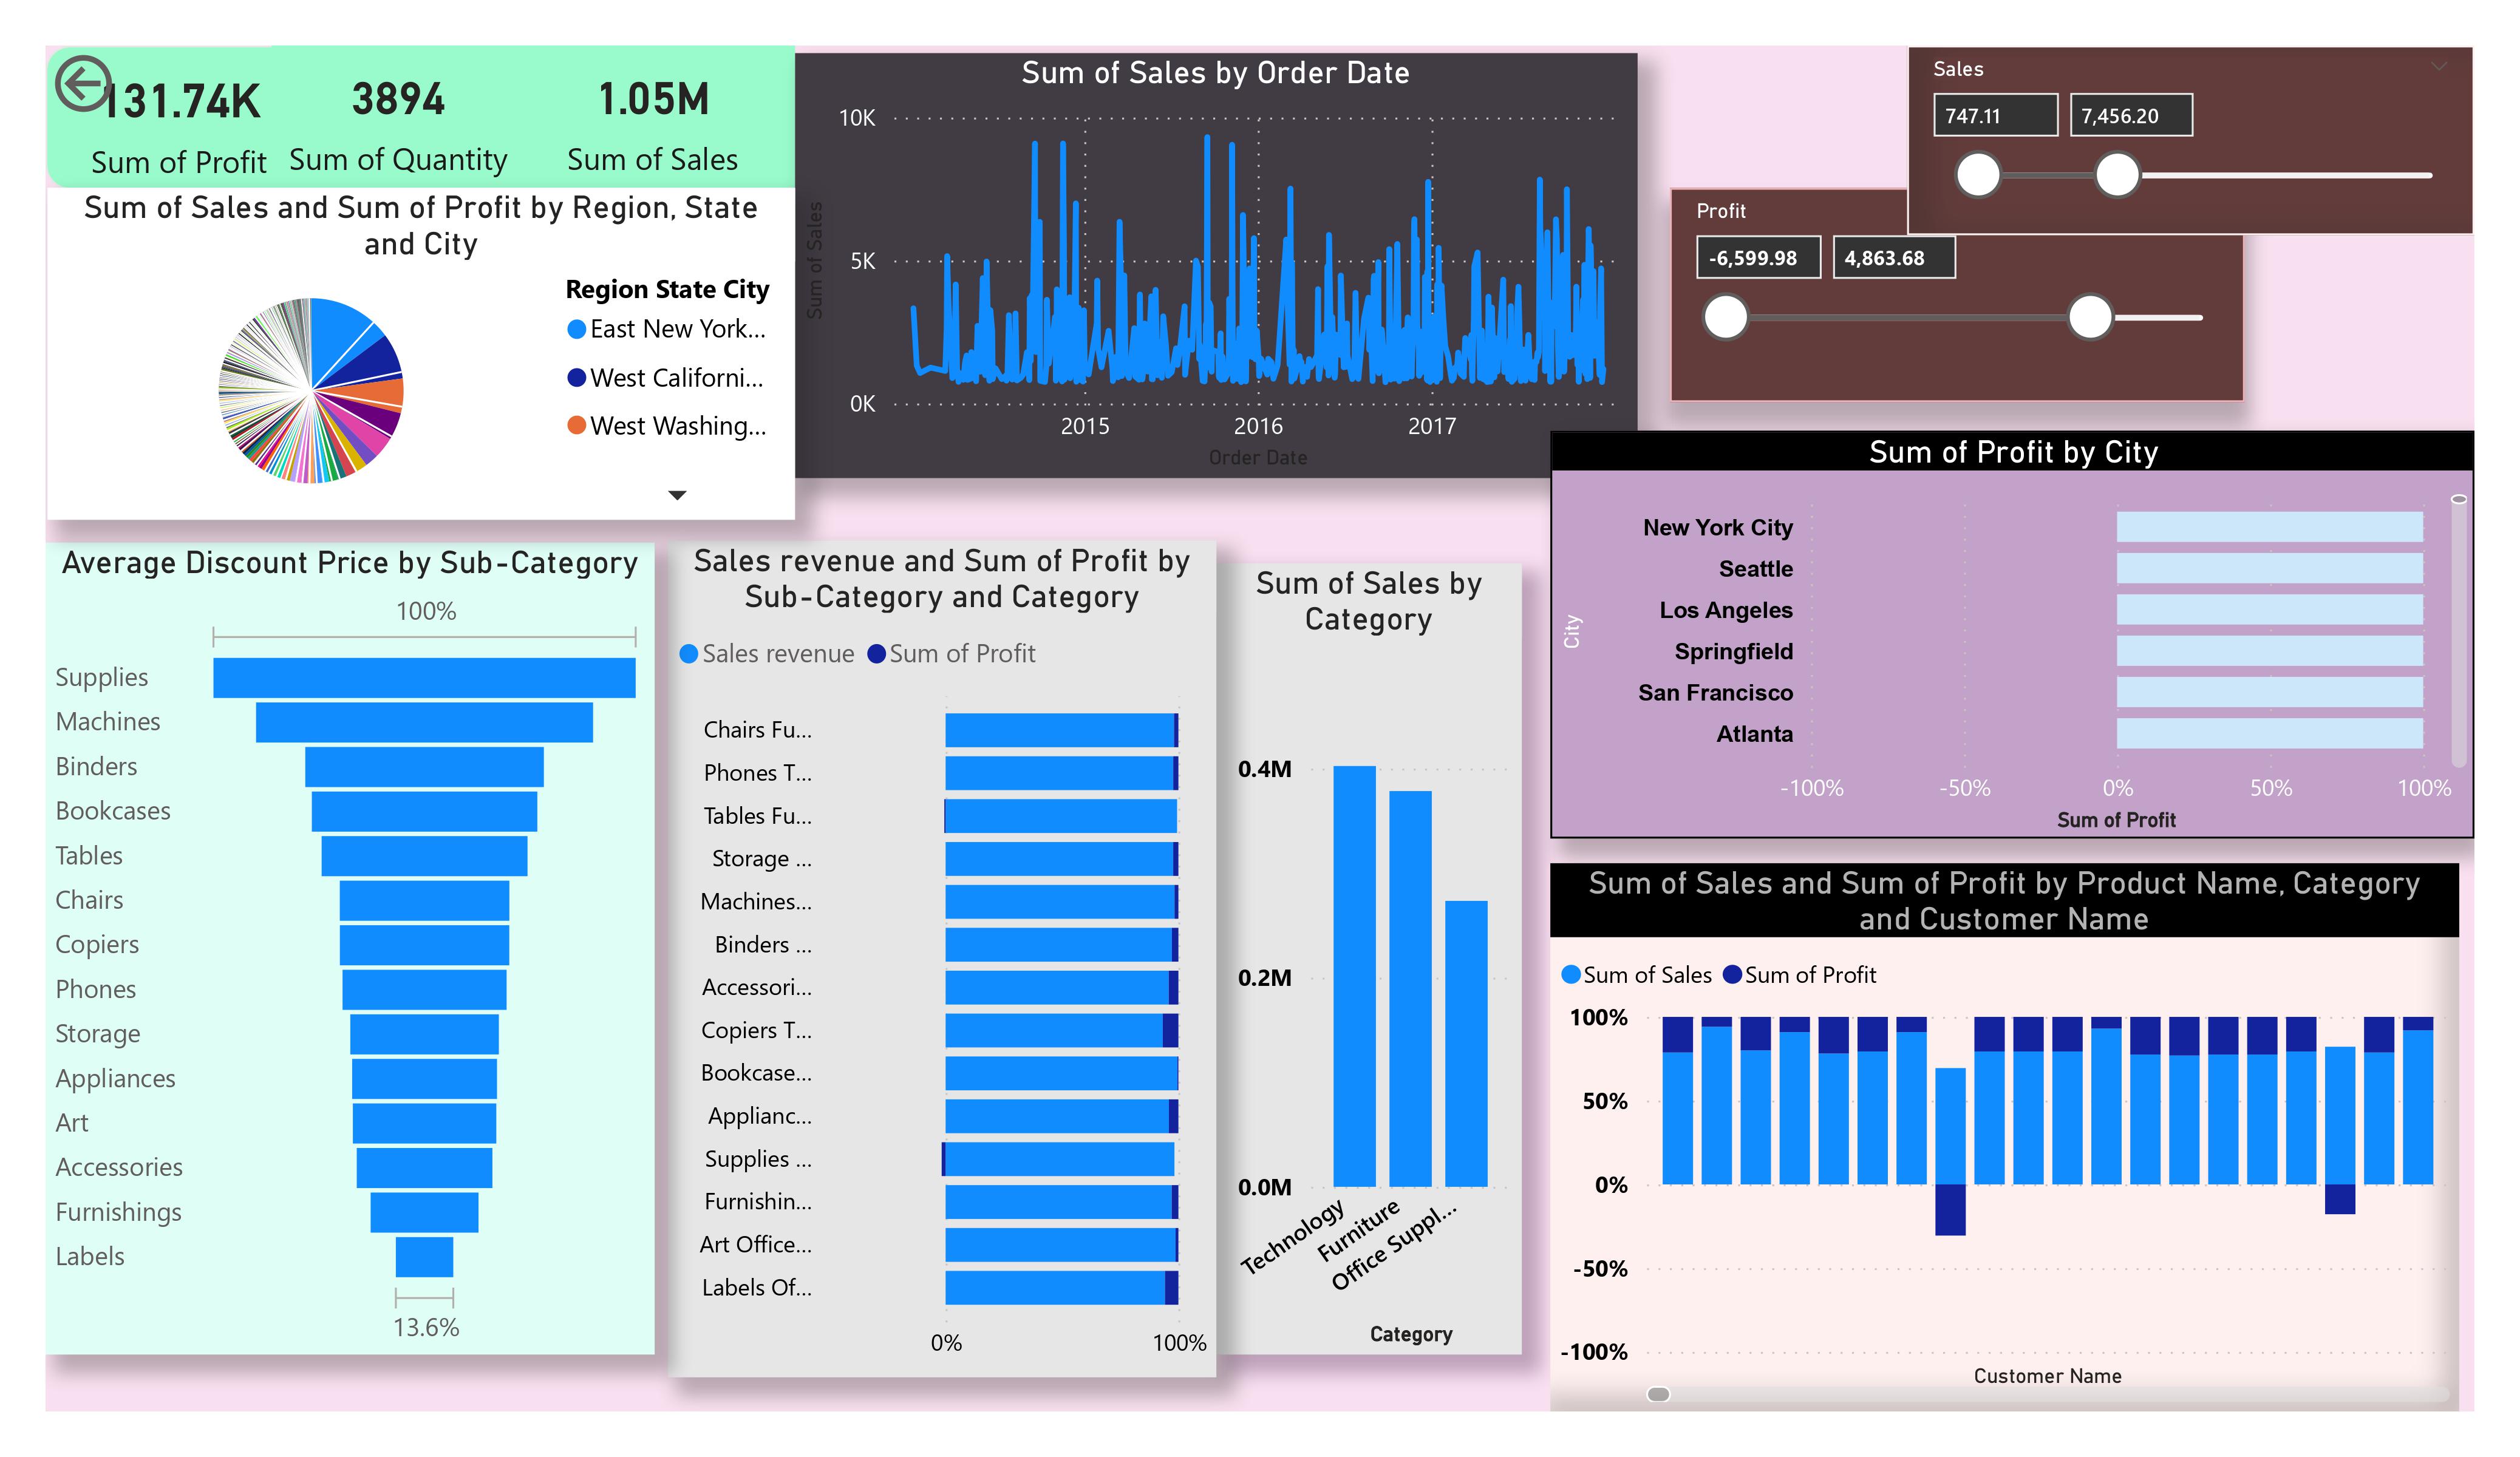 131.74K
Sum of Profit
3894
Sum of Quantity
1.05M
Sum of Sales
Sum of Sales and Sum of Profit by Region, State
and City
Region State City
East New York...
West Californi...
West Washing...
Sum of Sales by Order Date
Sum of Sales
10K
5K
0K
2015
2016
2017
Order Date
Sales
747.11
7,456.20
Profit
-6,599.98
4,863.68
Sum of Profit by City
City
New York City
Seattle
Los Angeles
Springfield
San Francisco
Atlanta
-100%
-50%
0%
50%
100%
Sum of Profit
Average Discount Price by Sub-Category
100%
Supplies
Machines
Binders
Bookcases
Tables
Chairs
Copiers
Phones
Storage
Appliances
Art
Accessories
Furnishings
Labels
13.6%
Sales revenue and Sum of Profit by
Sub-Category and Category
Sales revenue
Sum of Profit
Chairs Fu...
Phones T...
Tables Fu...
Storage ...
Machines...
Binders ...
Accessori...
Copiers T...
Bookcase...
Applianc...
Supplies ...
Furnishin...
Art Office...
Labels Of...
0%
100%
Sum of Sales by
Category
0.4M
0.2M
0.0M
Technology
Furniture
Office Suppl...
Category
Sum of Sales and Sum of Profit by Product Name, Category
and Customer Name
Sum of Sales
Sum of Profit
100%
50%
0%
-50%
-100%
Customer Name